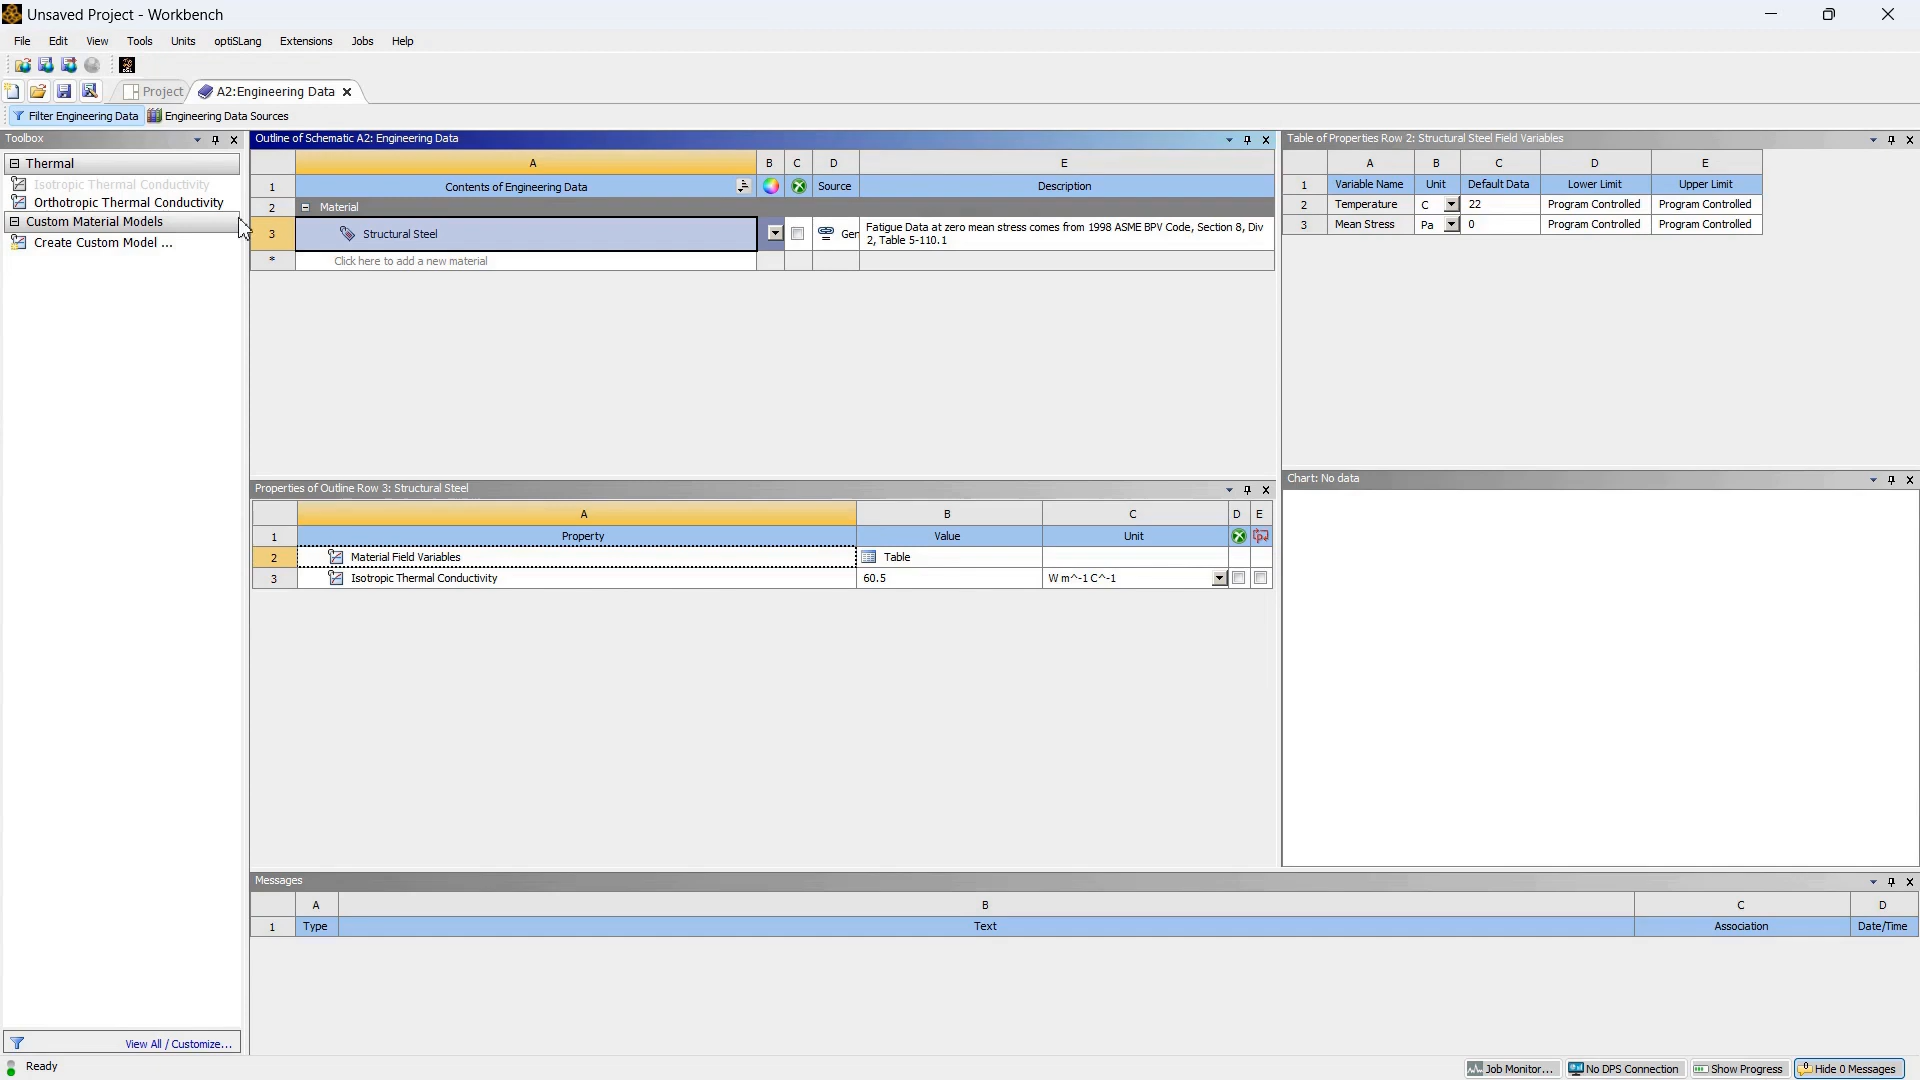 Unsaved Project - Workbench
File Edit View Tools Units optiSLang Extensions Jobs Help
Project A2:Engineering Data
Filter Engineering Data Engineering Data Sources
Toolbox
Thermal
Isotropic Thermal Conductivity
Orthotropic Thermal Conductivity
Custom Material Models
Create Custom Model ...
View All / Customize...
Outline of Schematic A2: Engineering Data
A B C D E
1 Contents of Engineering Data Source Description
2 Material
3 Structural Steel Ger Fatigue Data at zero mean stress comes from 1998 ASME BPV Code, Section 8, Div
2, Table 5-110.1
* Click here to add a new material
Properties of Outline Row 3: Structural Steel
A B C D E
1 Property Value Unit
2 Material Field Variables Table
3 Isotropic Thermal Conductivity 60.5 W m^-1 C^-1
Table of Properties Row 2: Structural Steel Field Variables
A B C D E
1 Variable Name Unit Default Data Lower Limit Upper Limit
2 Temperature C 22 Program Controlled Program Controlled
3 Mean Stress Pa 0 Program Controlled Program Controlled
Chart: No data
Messages
A B C D
1 Type Text Association Date/Time
Ready
Job Monitor... No DPS Connection Show Progress Hide 0 Messages